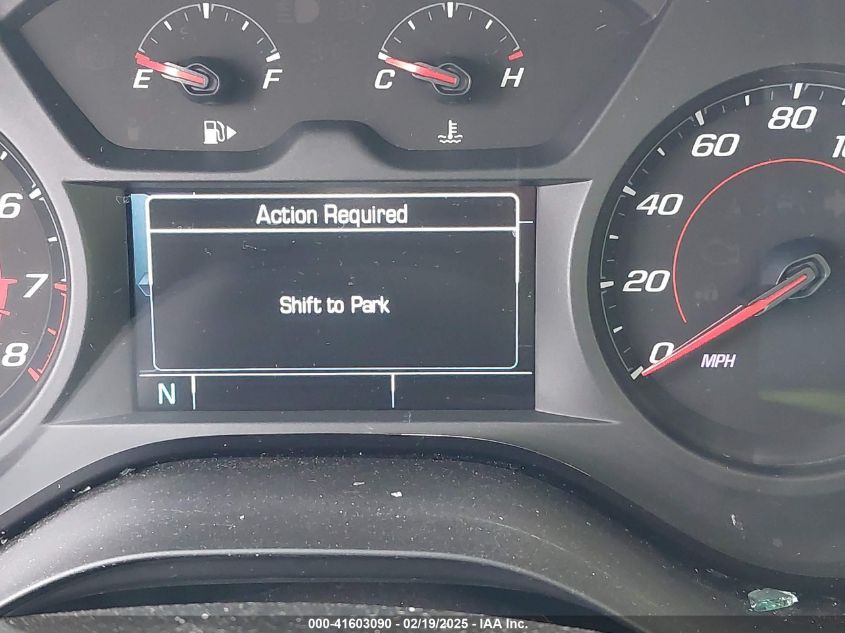 E F
C H
6
7
8
Action Required
Shift to Park
N
0
20
40
60
80
MPH
000-41603090 - 02/19/2025 - IAA Inc.